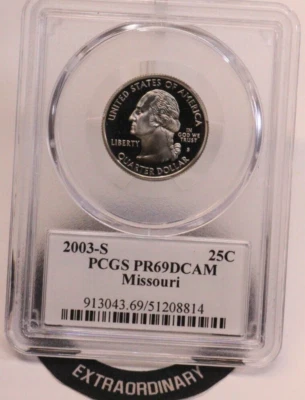 UNITED STATES OF AMERICA
LIBERTY
IN
GOD WE
TRUST
S
QUARTER DOLLAR
2003-S 25C
PCGS PR69DCAM
Missouri
913043.69/51208814
EXTRAORDINARY